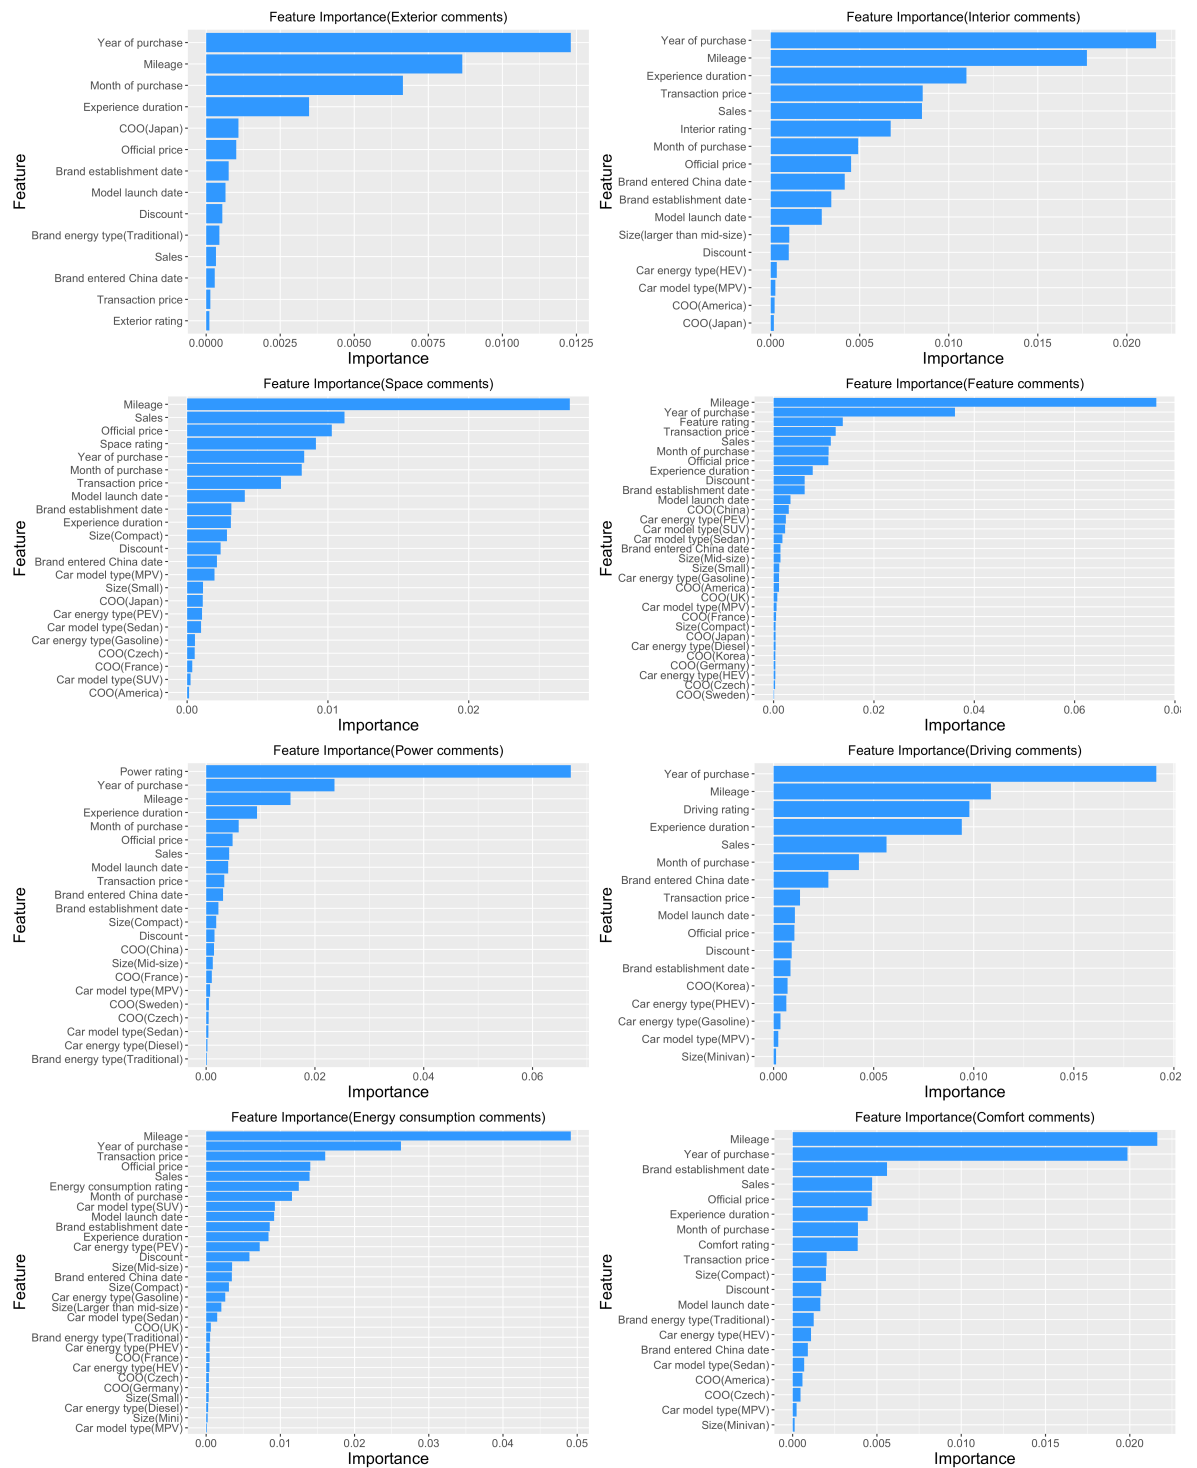 Feature Importance(Exterior comments)
Feature
Year of purchase
Mileage
Month of purchase
Experience duration
COO(Japan)
Official price
Brand establishment date
Model launch date
Discount
Brand energy type(Traditional)
Sales
Brand entered China date
Transaction price
Exterior rating
0.0000 0.0025 0.0050 0.0075 0.0100 0.0125
Importance
Feature Importance(Interior comments)
Feature
Year of purchase
Mileage
Experience duration
Transaction price
Sales
Interior rating
Month of purchase
Official price
Brand entered China date
Brand establishment date
Model launch date
Size(larger than mid-size)
Discount
Car energy type(HEV)
Car model type(MPV)
COO(America)
COO(Japan)
0.000 0.005 0.010 0.015 0.020
Importance
Feature Importance(Space comments)
Feature
Mileage
Sales
Official price
Space rating
Year of purchase
Month of purchase
Transaction price
Model launch date
Brand establishment date
Experience duration
Size(Compact)
Discount
Brand entered China date
Car model type(MPV)
Size(Small)
COO(Japan)
Car energy type(PEV)
Car model type(Sedan)
Car energy type(Gasoline)
COO(Czech)
COO(France)
Car model type(SUV)
COO(America)
0.00 0.01 0.02
Importance
Feature Importance(Feature comments)
Feature
Mileage
Year of purchase
Feature rating
Transaction price
Sales
Month of purchase
Official price
Experience duration
Discount
Brand establishment date
Model launch date
COO(China)
Car energy type(PEV)
Car model type(SUV)
Car model type(Sedan)
Brand entered China date
Size(Mid-size)
Size(Small)
Car energy type(Gasoline)
COO(America)
COO(UK)
Car model type(MPV)
COO(France)
Size(Compact)
COO(Japan)
Car energy type(Diesel)
COO(Korea)
COO(Germany)
Car energy type(HEV)
COO(Czech)
COO(Sweden)
0.00 0.02 0.04 0.06 0.08
Importance
Feature Importance(Power comments)
Feature
Power rating
Year of purchase
Mileage
Experience duration
Month of purchase
Official price
Sales
Model launch date
Transaction price
Brand entered China date
Brand establishment date
Size(Compact)
Discount
COO(China)
Size(Mid-size)
COO(France)
Car model type(MPV)
COO(Sweden)
COO(Czech)
Car model type(Sedan)
Car energy type(Diesel)
Brand energy type(Traditional)
0.00 0.02 0.04 0.06
Importance
Feature Importance(Driving comments)
Feature
Year of purchase
Mileage
Driving rating
Experience duration
Sales
Month of purchase
Brand entered China date
Transaction price
Model launch date
Official price
Discount
Brand establishment date
COO(Korea)
Car energy type(PHEV)
Car energy type(Gasoline)
Car model type(MPV)
Size(Minivan)
0.000 0.005 0.010 0.015 0.02
Importance
Feature Importance(Energy consumption comments)
Feature
Mileage
Year of purchase
Transaction price
Official price
Sales
Energy consumption rating
Month of purchase
Car model type(SUV)
Model launch date
Brand establishment date
Experience duration
Car energy type(PEV)
Discount
Size(Mid-size)
Brand entered China date
Size(Compact)
Car energy type(Gasoline)
Size(Larger than mid-size)
Car model type(Sedan)
COO(UK)
Brand energy type(Traditional)
Car energy type(PHEV)
COO(France)
Car energy type(HEV)
COO(Czech)
COO(Germany)
Size(Small)
Car energy type(Diesel)
Size(Mini)
Car model type(MPV)
0.00 0.01 0.02 0.03 0.04 0.05
Importance
Feature Importance(Comfort comments)
Feature
Mileage
Year of purchase
Brand establishment date
Sales
Official price
Experience duration
Month of purchase
Comfort rating
Transaction price
Size(Compact)
Discount
Model launch date
Brand energy type(Traditional)
Car energy type(HEV)
Brand entered China date
Car model type(Sedan)
COO(America)
COO(Czech)
Car model type(MPV)
Size(Minivan)
0.000 0.005 0.010 0.015 0.020
Importance